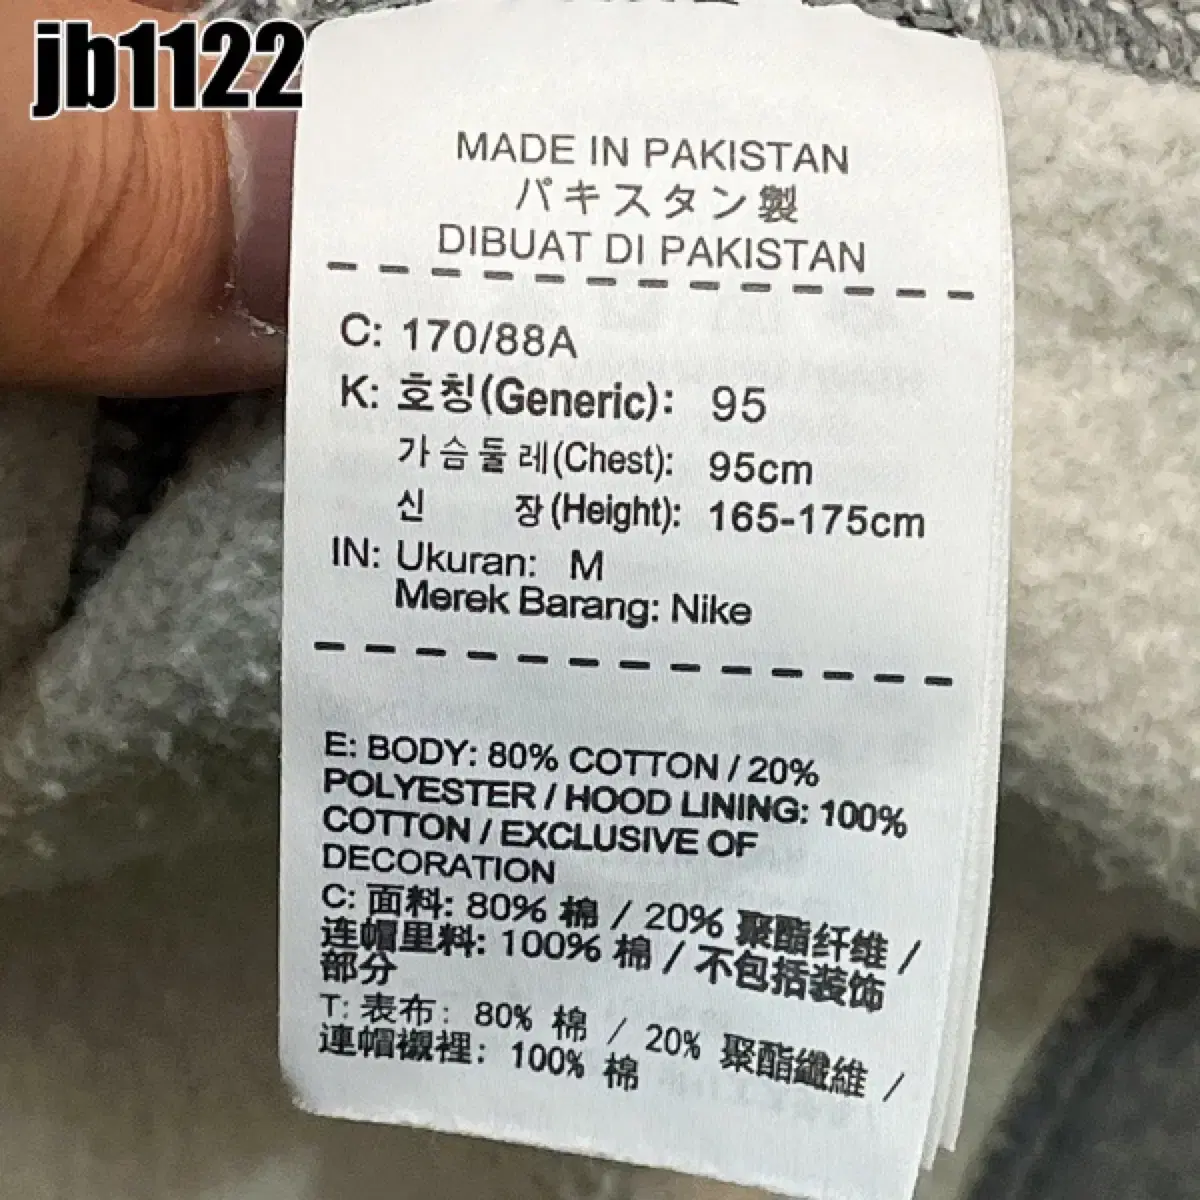 jb1122
MADE IN PAKISTAN
パキスタン製
DIBUAT DI PAKISTAN
C: 170/88A
K: 호칭(Generic): 95
가슴둘레(Chest): 95cm
신 장(Height): 165-175cm
IN: Ukuran: M
Merek Barang: Nike
E: BODY: 80% COTTON / 20%
POLYESTER / HOOD LINING: 100%
COTTON / EXCLUSIVE OF
DECORATION
C: 面料: 80% 棉 / 20% 聚酯纤维 /
连帽里料: 100% 棉 / 不包括装饰
部分
T: 表布: 80% 棉 / 20% 聚酯纖維 /
連帽襯裡: 100% 棉